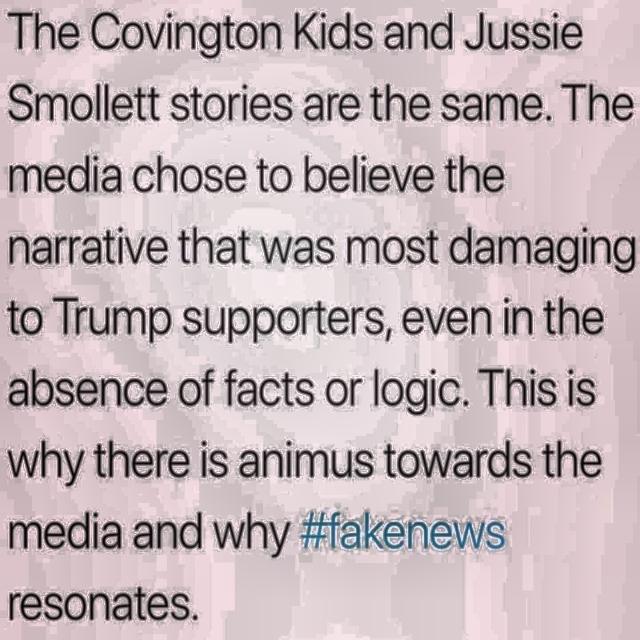 The Covington Kids and Jussie
Smollett stories are the same. The
media chose to believe the
narrative that was most damaging
to Trump supporters, even in the
absence of facts or logic. This is
why there is animus towards the
media and why #fakenews
resonates.